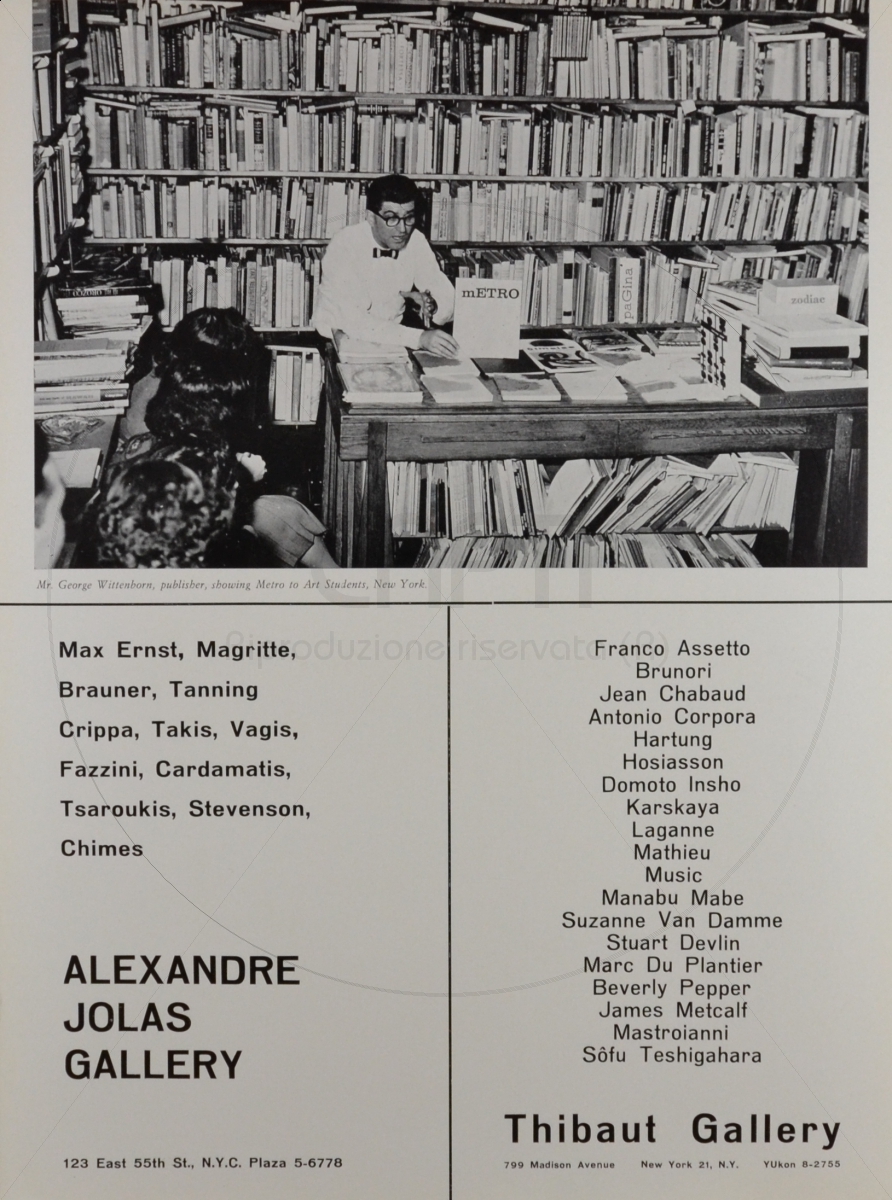 mETRO
paGina
zodiac
Mr. George Wittenborn, publisher, showing Metro to Art Students, New York.
Riproduzione riservata (®)
Max Ernst, Magritte,
Brauner, Tanning
Crippa, Takis, Vagis,
Fazzini, Cardamatis,
Tsaroukis, Stevenson,
Chimes
ALEXANDRE
JOLAS
GALLERY
123 East 55th St., N.Y.C. Plaza 5-6778
Franco Assetto
Brunori
Jean Chabaud
Antonio Corpora
Hartung
Hosiasson
Domoto Insho
Karskaya
Laganne
Mathieu
Music
Manabu Mabe
Suzanne Van Damme
Stuart Devlin
Marc Du Plantier
Beverly Pepper
James Metcalf
Mastroianni
Sôfu Teshigahara
Thibaut Gallery
799 Madison Avenue New York 21, N.Y. YUkon 8-2755